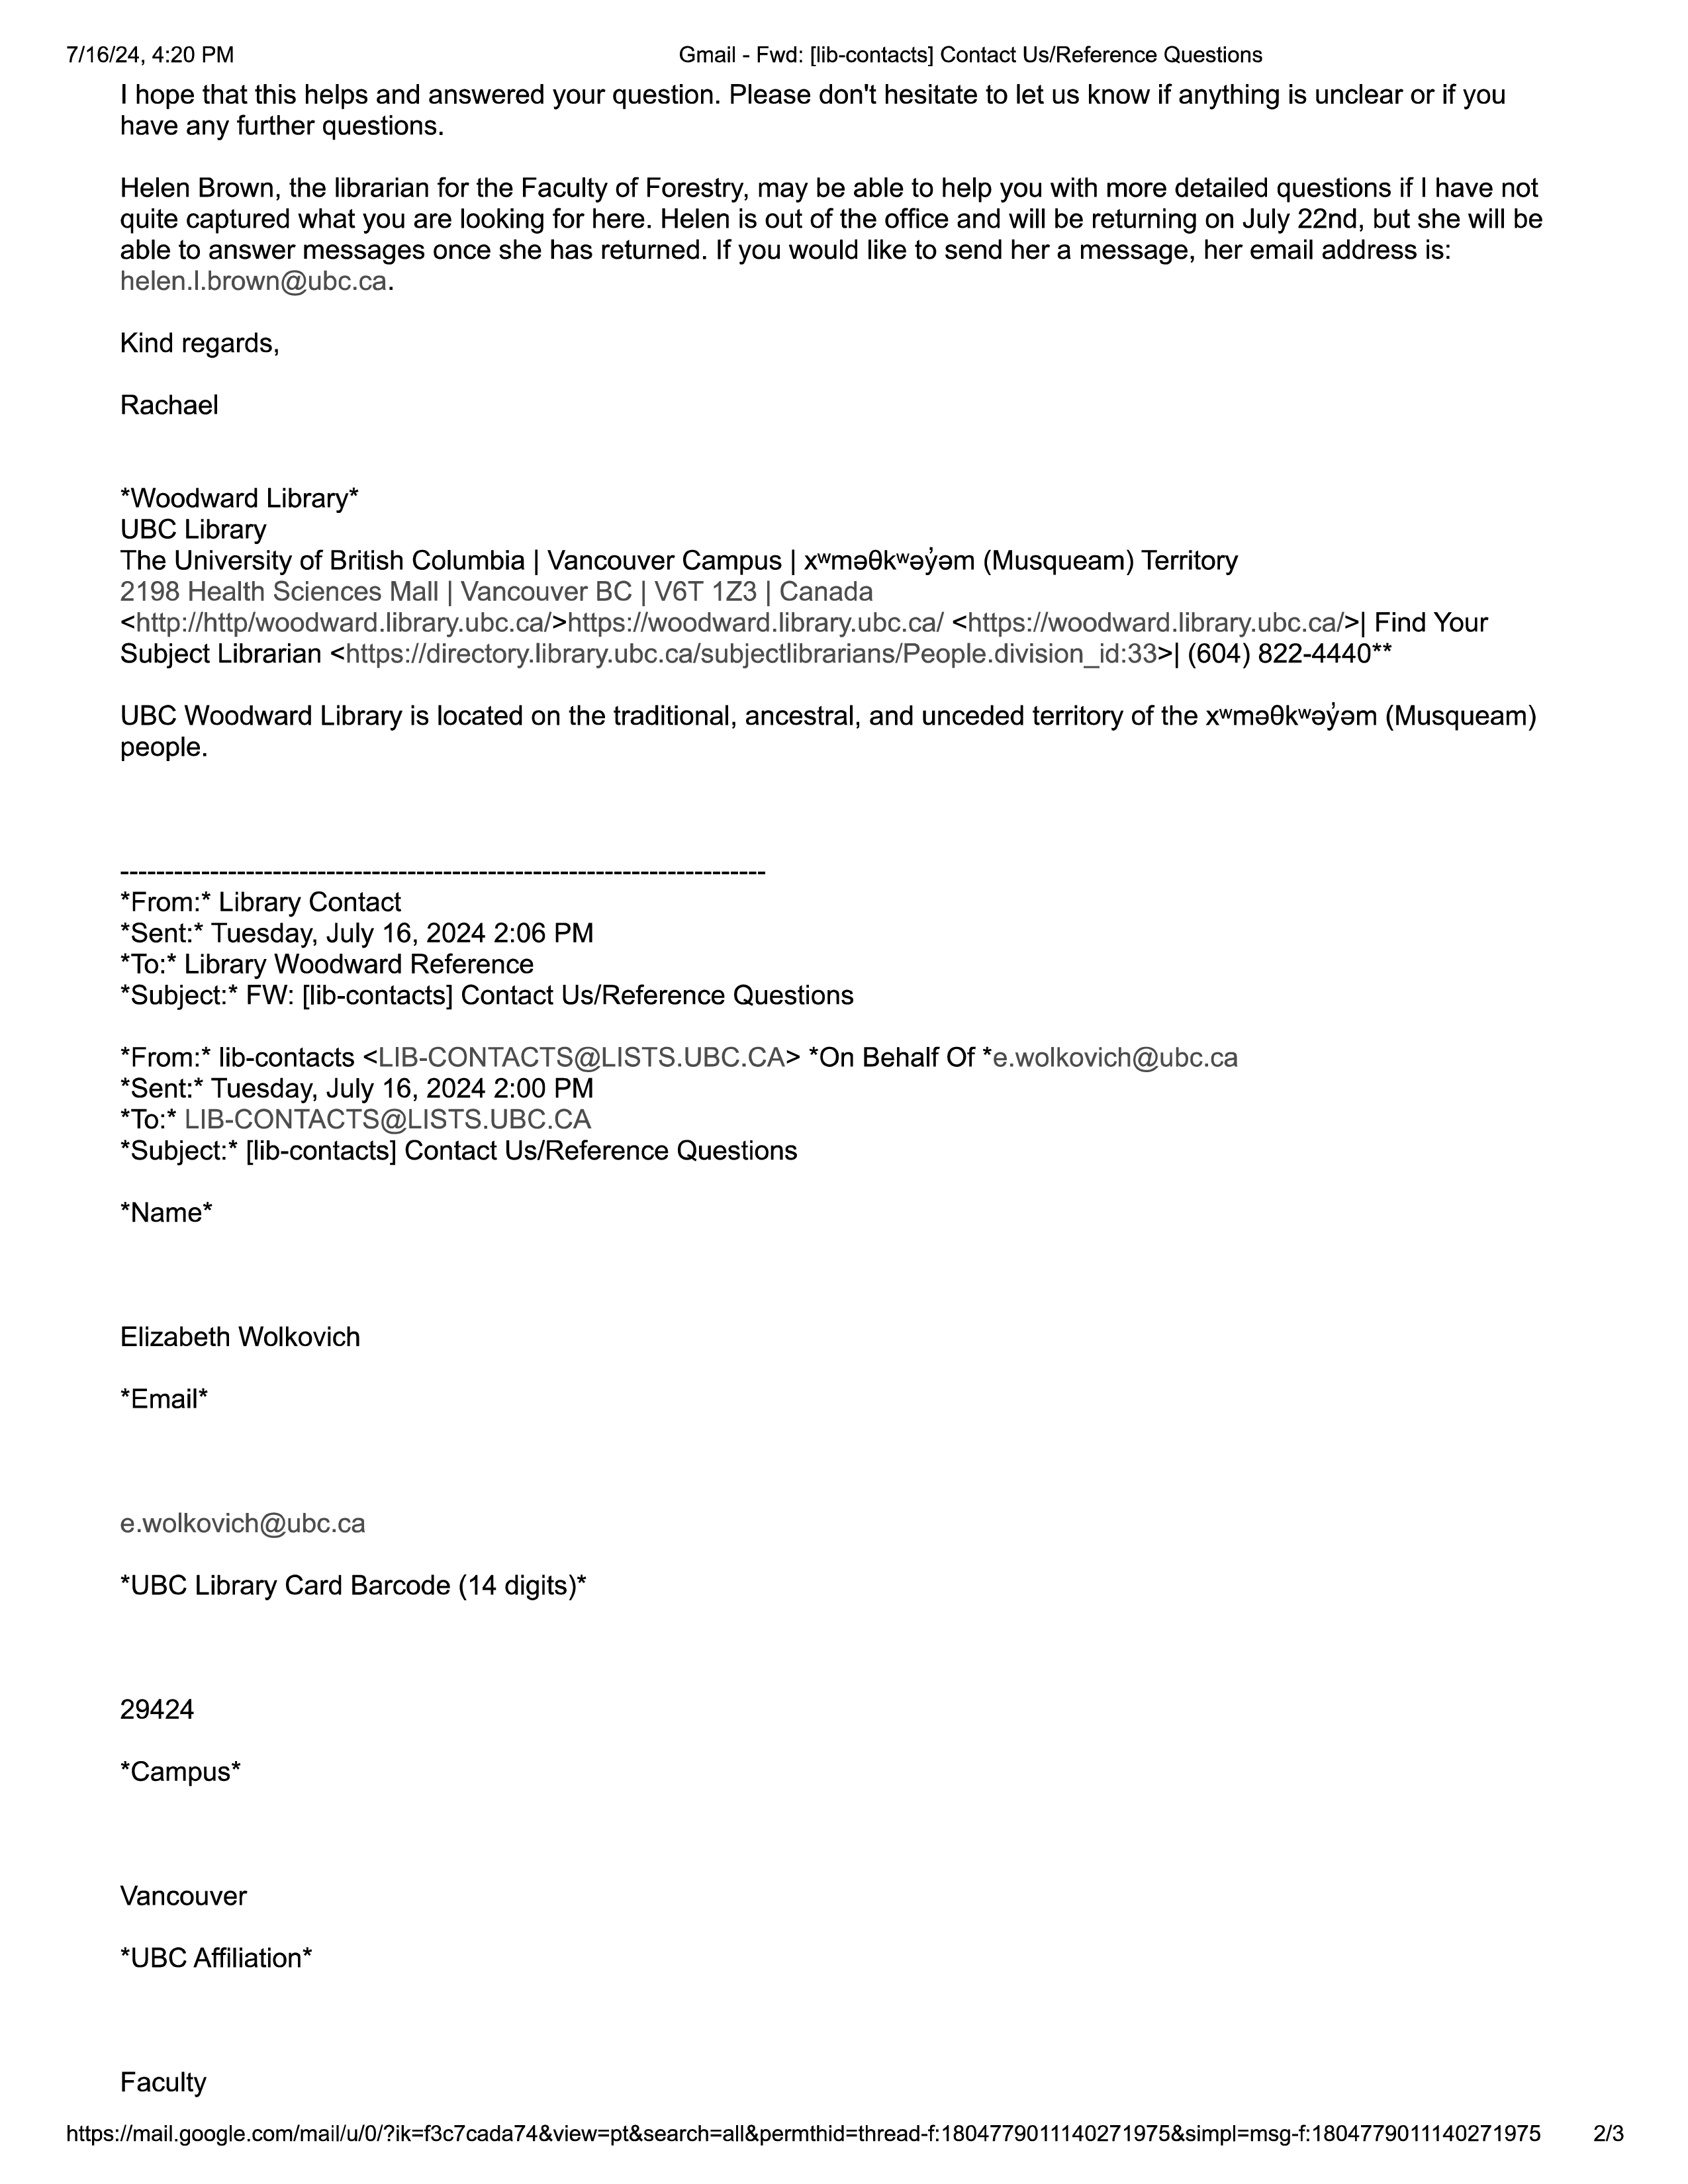 7/16/24, 4:20 PM
Gmail - Fwd: [lib-contacts] Contact Us/Reference Questions
I hope that this helps and answered your question. Please don't hesitate to let us know if anything is unclear or if you
have any further questions.
Helen Brown, the librarian for the Faculty of Forestry, may be able to help you with more detailed questions if I have not
quite captured what you are looking for here. Helen is out of the office and will be returning on July 22nd, but she will be
able to answer messages once she has returned. If you would like to send her a message, her email address is:
helen.l.brown@ubc.ca.
Kind regards,
Rachael
*Woodward Library*
UBC Library
The University of British Columbia | Vancouver Campus | xʷməθkʷəy̓əm (Musqueam) Territory
2198 Health Sciences Mall | Vancouver BC | V6T 1Z3 | Canada
<http://http/woodward.library.ubc.ca/>https://woodward.library.ubc.ca/ <https://woodward.library.ubc.ca/>| Find Your
Subject Librarian <https://directory.library.ubc.ca/subjectlibrarians/People.division_id:33>| (604) 822-4440**
UBC Woodward Library is located on the traditional, ancestral, and unceded territory of the xʷməθkʷəy̓əm (Musqueam)
people.
------------------------------------------------------------------------
*From:* Library Contact
*Sent:* Tuesday, July 16, 2024 2:06 PM
*To:* Library Woodward Reference
*Subject:* FW: [lib-contacts] Contact Us/Reference Questions
*From:* lib-contacts <LIB-CONTACTS@LISTS.UBC.CA> *On Behalf Of *e.wolkovich@ubc.ca
*Sent:* Tuesday, July 16, 2024 2:00 PM
*To:* LIB-CONTACTS@LISTS.UBC.CA
*Subject:* [lib-contacts] Contact Us/Reference Questions
*Name*
Elizabeth Wolkovich
*Email*
e.wolkovich@ubc.ca
*UBC Library Card Barcode (14 digits)*
29424
*Campus*
Vancouver
*UBC Affiliation*
Faculty
https://mail.google.com/mail/u/0/?ik=f3c7cada74&view=pt&search=all&permthid=thread-f:1804779011140271975&simpl=msg-f:1804779011140271975
2/3